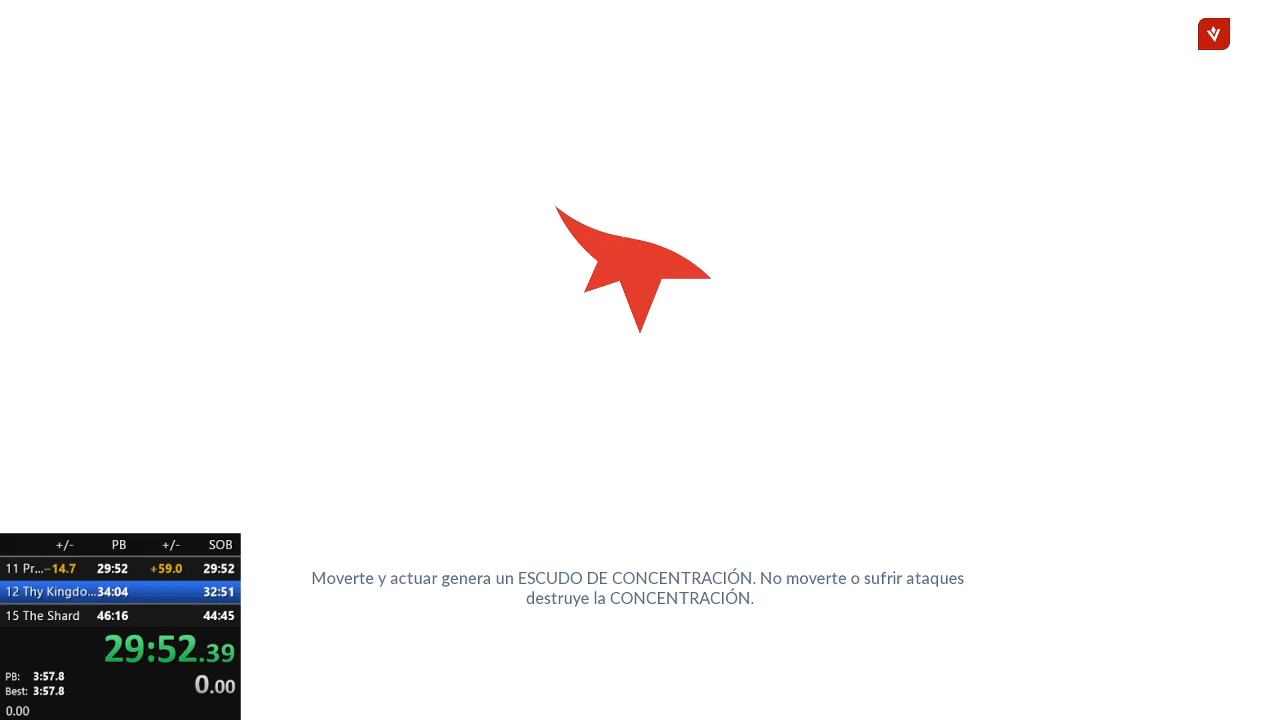 Moverte y actuar genera un ESCUDO DE CONCENTRACIÓN. No moverte o sufrir ataques
destruye la CONCENTRACIÓN.
+/- PB +/- SOB
11 Pr...−14.7 29:52 +59.0 29:52
12 Thy Kingdo...34:04 32:51
15 The Shard 46:16 44:45
29:52.39
PB: 3:57.8 0.00
Best: 3:57.8
0.00